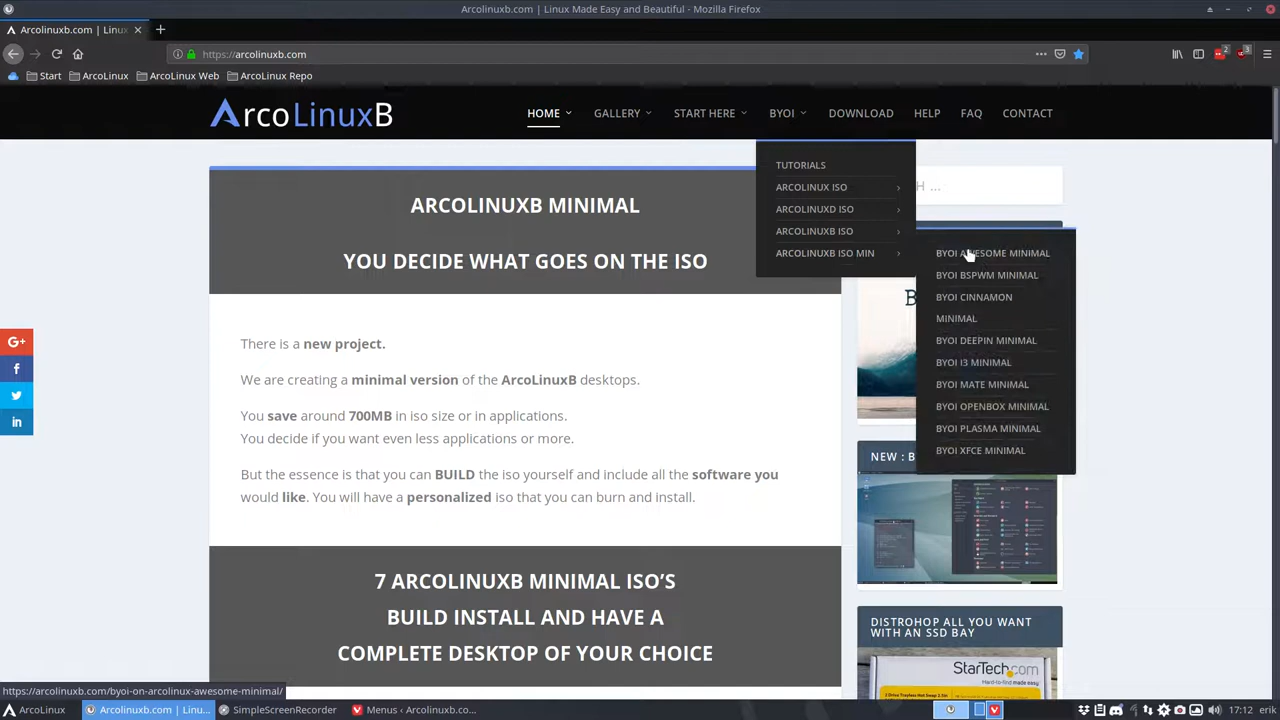 Arcolinuxb.com | Linux Made Easy and Beautiful - Mozilla Firefox
Arcolinuxb.com | Linux
https://arcolinuxb.com
2
3
Start
ArcoLinux
ArcoLinux Web
ArcoLinux Repo
ArcoLinuxB
HOME
GALLERY
START HERE
BYOI
DOWNLOAD
HELP
FAQ
CONTACT
TUTORIALS
ARCOLINUX ISO
ARCOLINUXD ISO
ARCOLINUXB ISO
ARCOLINUXB ISO MIN
BYOI AWESOME MINIMAL
BYOI BSPWM MINIMAL
BYOI CINNAMON
MINIMAL
BYOI DEEPIN MINIMAL
BYOI I3 MINIMAL
BYOI MATE MINIMAL
BYOI OPENBOX MINIMAL
BYOI PLASMA MINIMAL
BYOI XFCE MINIMAL
ARCOLINUXB MINIMAL
YOU DECIDE WHAT GOES ON THE ISO
There is a new project.
We are creating a minimal version of the ArcoLinuxB desktops.
You save around 700MB in iso size or in applications.
You decide if you want even less applications or more.
But the essence is that you can BUILD the iso yourself and include all the software you
would like. You will have a personalized iso that you can burn and install.
7 ARCOLINUXB MINIMAL ISO'S
BUILD INSTALL AND HAVE A
COMPLETE DESKTOP OF YOUR CHOICE
H ...
B
NEW : B
DISTROHOP ALL YOU WANT
WITH AN SSD BAY
StarTech.com
Hard-to-find made easy
G+
f
in
https://arcolinuxb.com/byoi-on-arcolinux-awesome-minimal/
ArcoLinux
Arcolinuxb.com | Linu...
SimpleScreenRecorder
Menus ‹ Arcolinuxb.co...
17:12
erik